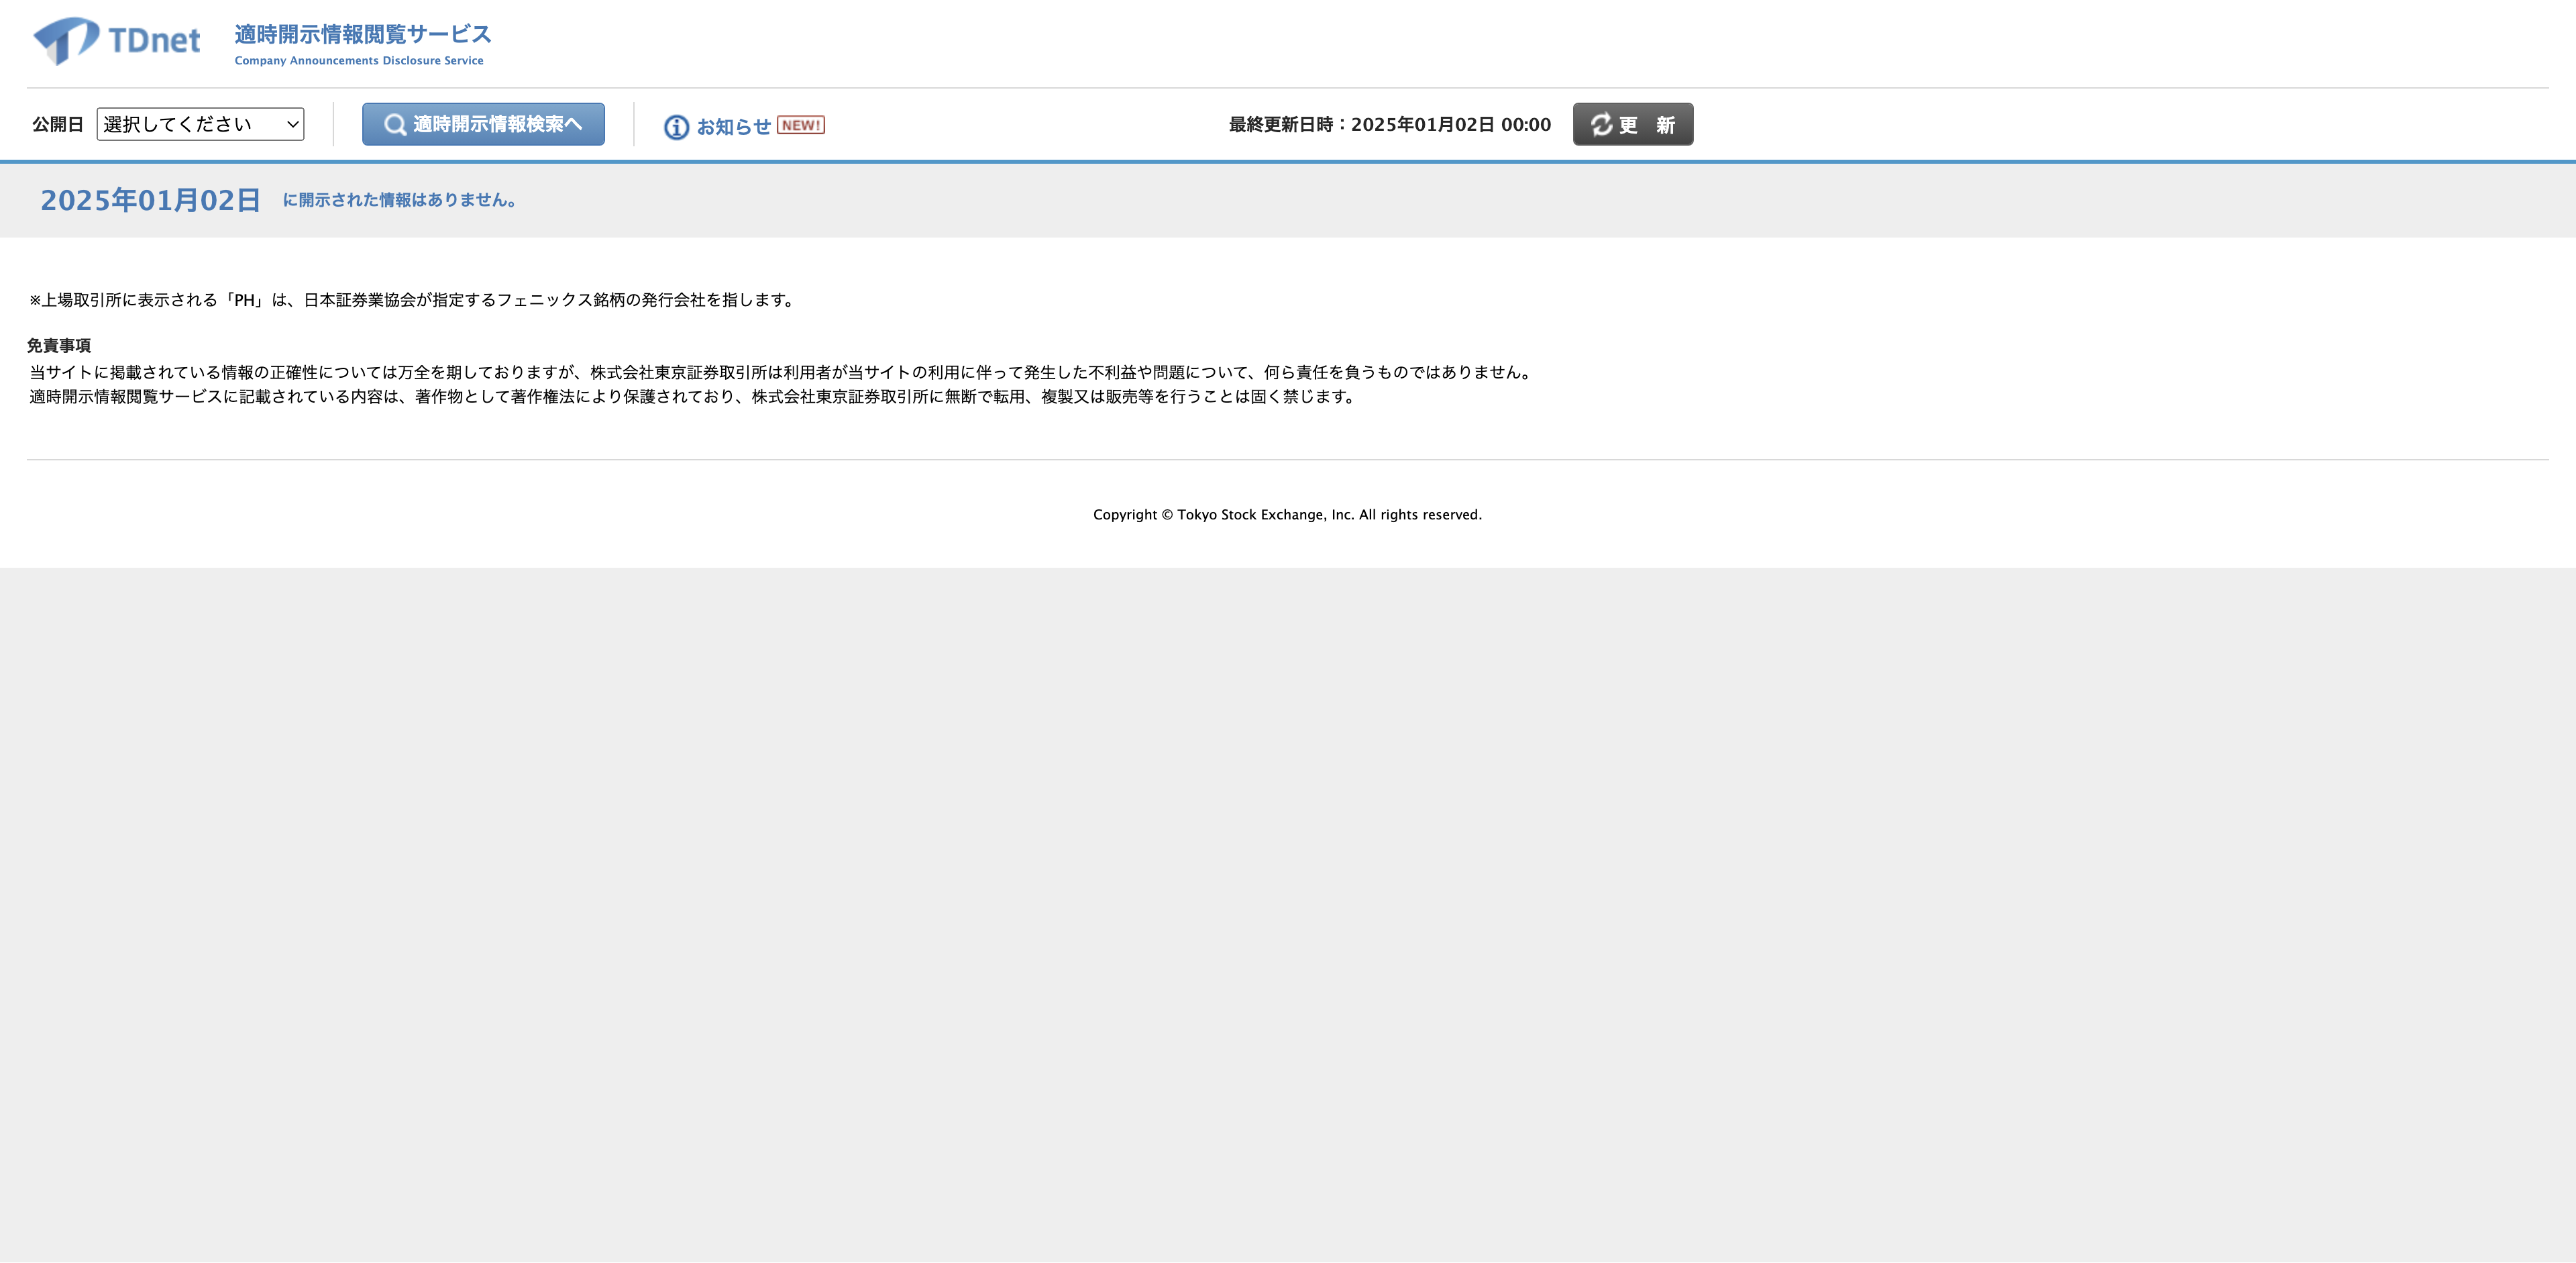 TDnet
適時開示情報閲覧サービス
Company Announcements Disclosure Service
公開日 選択してください 適時開示情報検索へ お知らせ NEW! 最終更新日時：2025年01月02日 00:00 更 新
2025年01月02日 に開示された情報はありません。
※上場取引所に表示される「PH」は、日本証券業協会が指定するフェニックス銘柄の発行会社を指します。
免責事項
当サイトに掲載されている情報の正確性については万全を期しておりますが、株式会社東京証券取引所は利用者が当サイトの利用に伴って発生した不利益や問題について、何ら責任を負うものではありません。
適時開示情報閲覧サービスに記載されている内容は、著作物として著作権法により保護されており、株式会社東京証券取引所に無断で転用、複製又は販売等を行うことは固く禁じます。
Copyright © Tokyo Stock Exchange, Inc. All rights reserved.